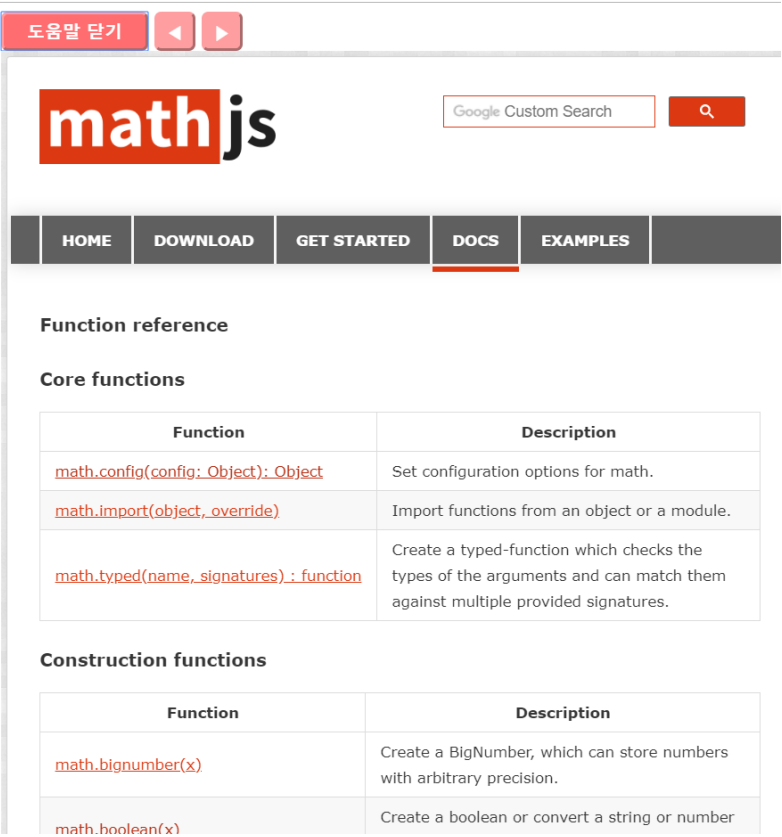 도움말 닫기
mathjs
Google Custom Search
HOME DOWNLOAD GET STARTED DOCS EXAMPLES
Function reference
Core functions
Function Description
math.config(config: Object): Object Set configuration options for math.
math.import(object, override) Import functions from an object or a module.
math.typed(name, signatures) : function Create a typed-function which checks the
types of the arguments and can match them
against multiple provided signatures.
Construction functions
Function Description
math.bignumber(x) Create a BigNumber, which can store numbers
with arbitrary precision.
math.boolean(x) Create a boolean or convert a string or number